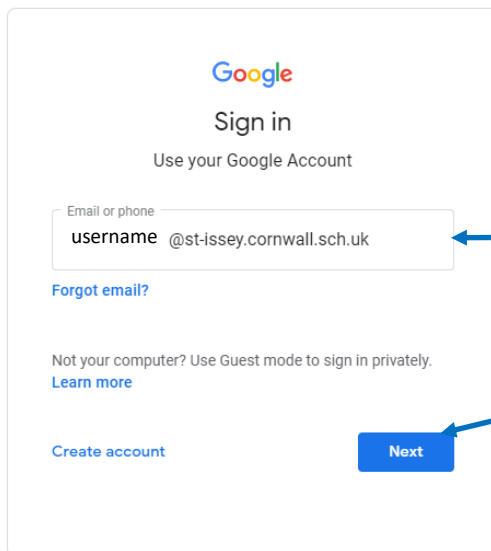 Google
Sign in
Use your Google Account
Email or phone
username @st-issey.cornwall.sch.uk
Forgot email?
Not your computer? Use Guest mode to sign in privately.
Learn more
Create account Next